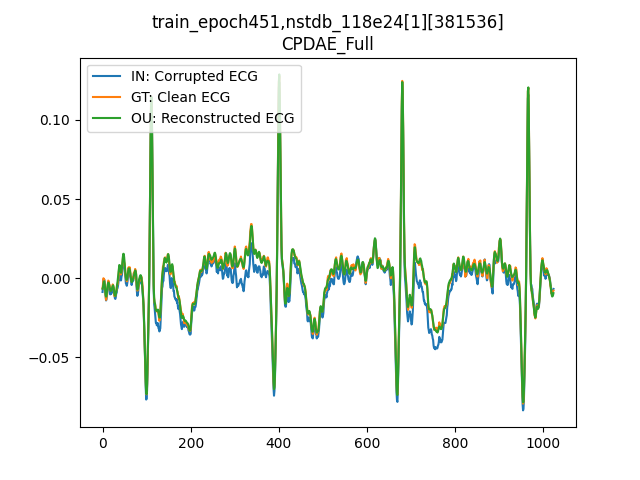 train_epoch451,nstdb_118e24[1][381536]
CPDAE_Full
IN: Corrupted ECG
GT: Clean ECG
OU: Reconstructed ECG
0.10
0.05
0.00
−0.05
0 200 400 600 800 1000